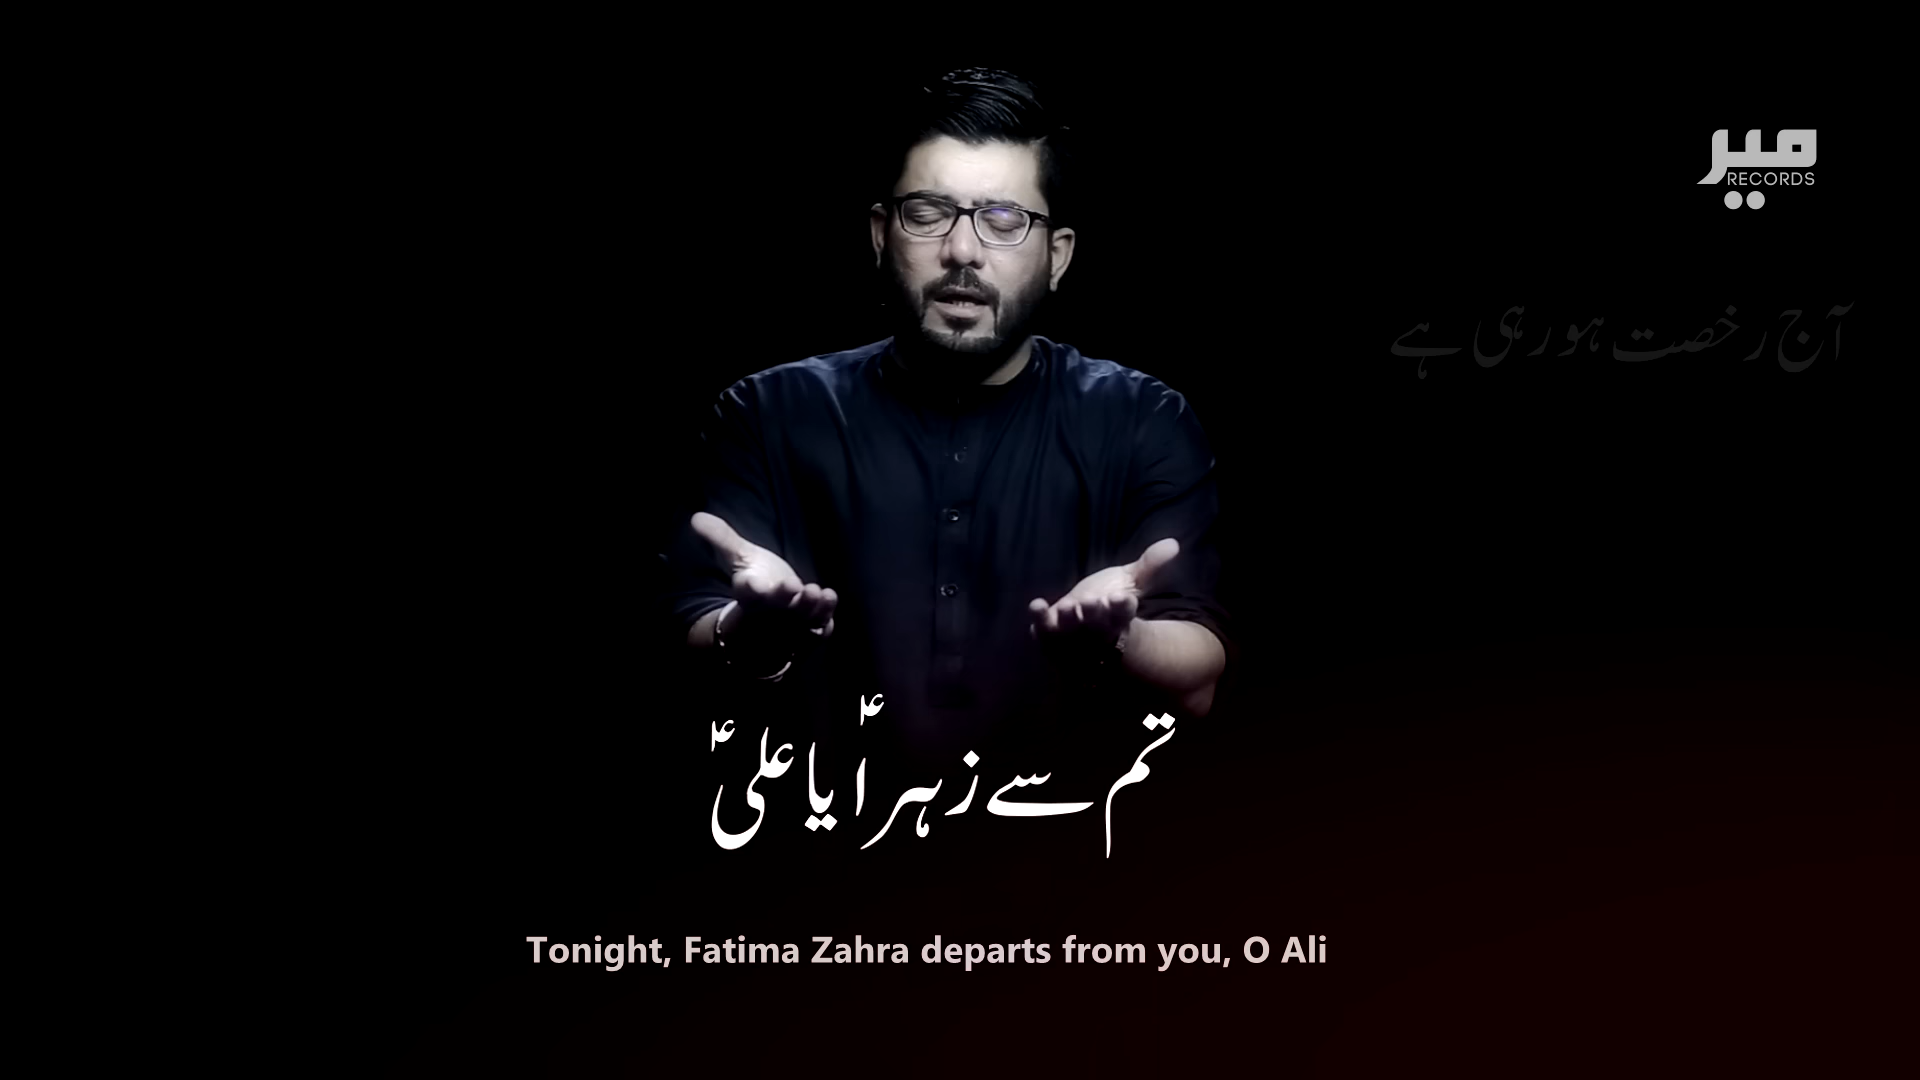 میر
RECORDS
آج رخصت ہو رہی ہے
تم سے زہراؑ یا علیؑ
Tonight, Fatima Zahra departs from you, O Ali